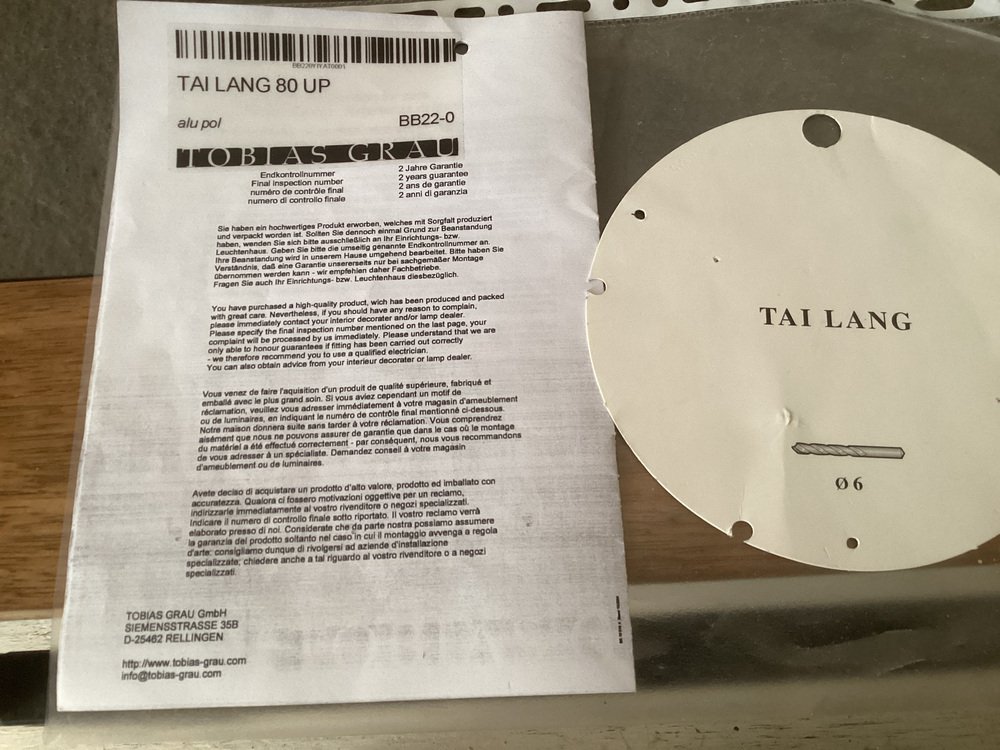 TAI LANG 80 UP
alu pol
BB22-0
TOBIAS GRAU
Endkontrollnummer
Final inspection number
numéro de contrôle final
numero di controllo finale
2 Jahre Garantie
2 years guarantee
2 ans de garantie
2 anni di garanzia
Sie haben ein hochwertiges Produkt erworben, welches mit Sorgfalt produziert
und verpackt worden ist. Sollten Sie dennoch einmal Grund zur Beanstandung
haben, wenden Sie sich bitte ausschließlich an Ihr Einrichtungs- bzw.
Leuchtenhaus. Geben Sie bitte die umseitig genannte Endkontrollnummer an.
Ihre Beanstandung wird in unserem Hause umgehend bearbeitet. Bitte haben Sie
Verständnis, daß eine Garantie unsererseits nur bei sachgemäßer Montage
übernommen werden kann - wir empfehlen daher Fachbetriebe.
Fragen Sie auch Ihr Einrichtungs- bzw. Leuchtenhaus diesbezüglich.
You have purchased a high-quality product, wich has been produced and packed
with great care. Nevertheless, if you should have any reason to complain,
please immediately contact your interior decorater and/or lamp dealer.
Please specify the final inspection number mentioned on the last page, your
complaint will be processed by us immediately. Please understand that we are
only able to honour guarantees if fitting has been carried out correctly
- we therefore recommend you to use a qualified electrician.
You can also obtain advice from your interieur decorater or lamp dealer.
Vous venez de faire l'aquisition d'un produit de qualité supérieure, fabriqué et
emballé avec le plus grand soin. Si vous aviez cependant un motif de
réclamation, veuillez vous adresser immédiatement à votre magasin d'ameublement
ou de luminaires, en indiquant le numéro de contrôle final mentionné ci-dessous.
Notre maison donnera suite sans tarder à votre réclamation. Vous comprendrez
aisément que nous ne pouvons assurer de garantie que dans le cas où le montage
du matériel a été effectué correctement - par conséquent, nous vous recommandons
de vous adresser à un spécialiste. Demandez conseil à votre magasin
d'ameublement ou de luminaires.
Avete deciso di acquistare un prodotto d'alto valore, prodotto ed imballato con
accuratezza. Qualora ci fossero motivazioni oggettive per un reclamo,
indirizzarle immediatamente al vostro rivenditore o negozi specializzati.
Indicare il numero di controllo finale sotto riportato. Il vostro reclamo verrà
elaborato presso di noi. Considerate che da parte nostra possiamo assumere
la garanzia del prodotto soltanto nel caso in cui il montaggio avvenga a regola
d'arte: consigliamo dunque di rivolgersi ad aziende d'installazione
specializzate; chiedere anche a tal riguardo al vostro rivenditore o a negozi
specializzati.
TOBIAS GRAU GmbH
SIEMENSSTRASSE 35B
D-25462 RELLINGEN
http://www.tobias-grau.com
info@tobias-grau.com
TAI LANG
Ø 6